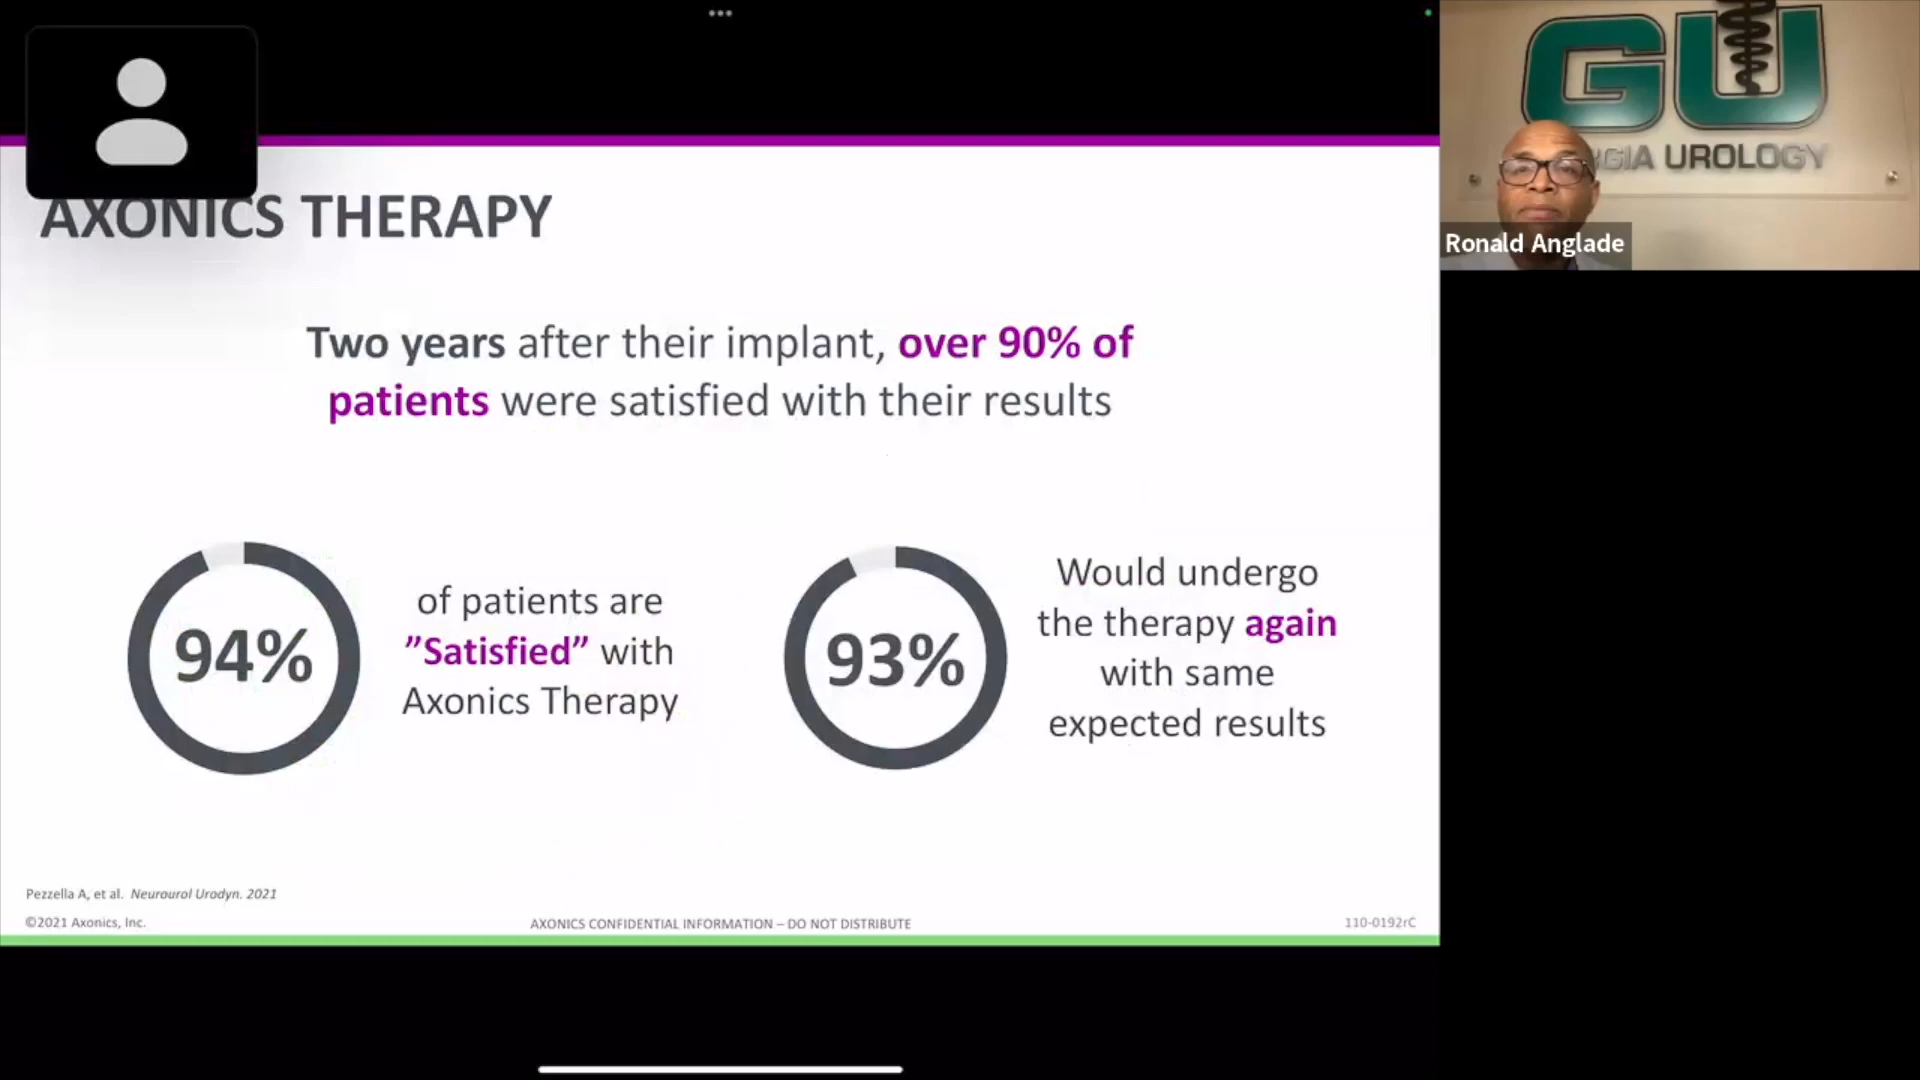 AXONICS THERAPY
Two years after their implant, over 90% of
patients were satisfied with their results
94%
of patients are
”Satisfied” with
Axonics Therapy
93%
Would undergo
the therapy again
with same
expected results
Pezzella A, et al. Neurourol Urodyn. 2021
©2021 Axonics, Inc.
AXONICS CONFIDENTIAL INFORMATION – DO NOT DISTRIBUTE
110-0192rC
GU
UROLOGY
Ronald Anglade